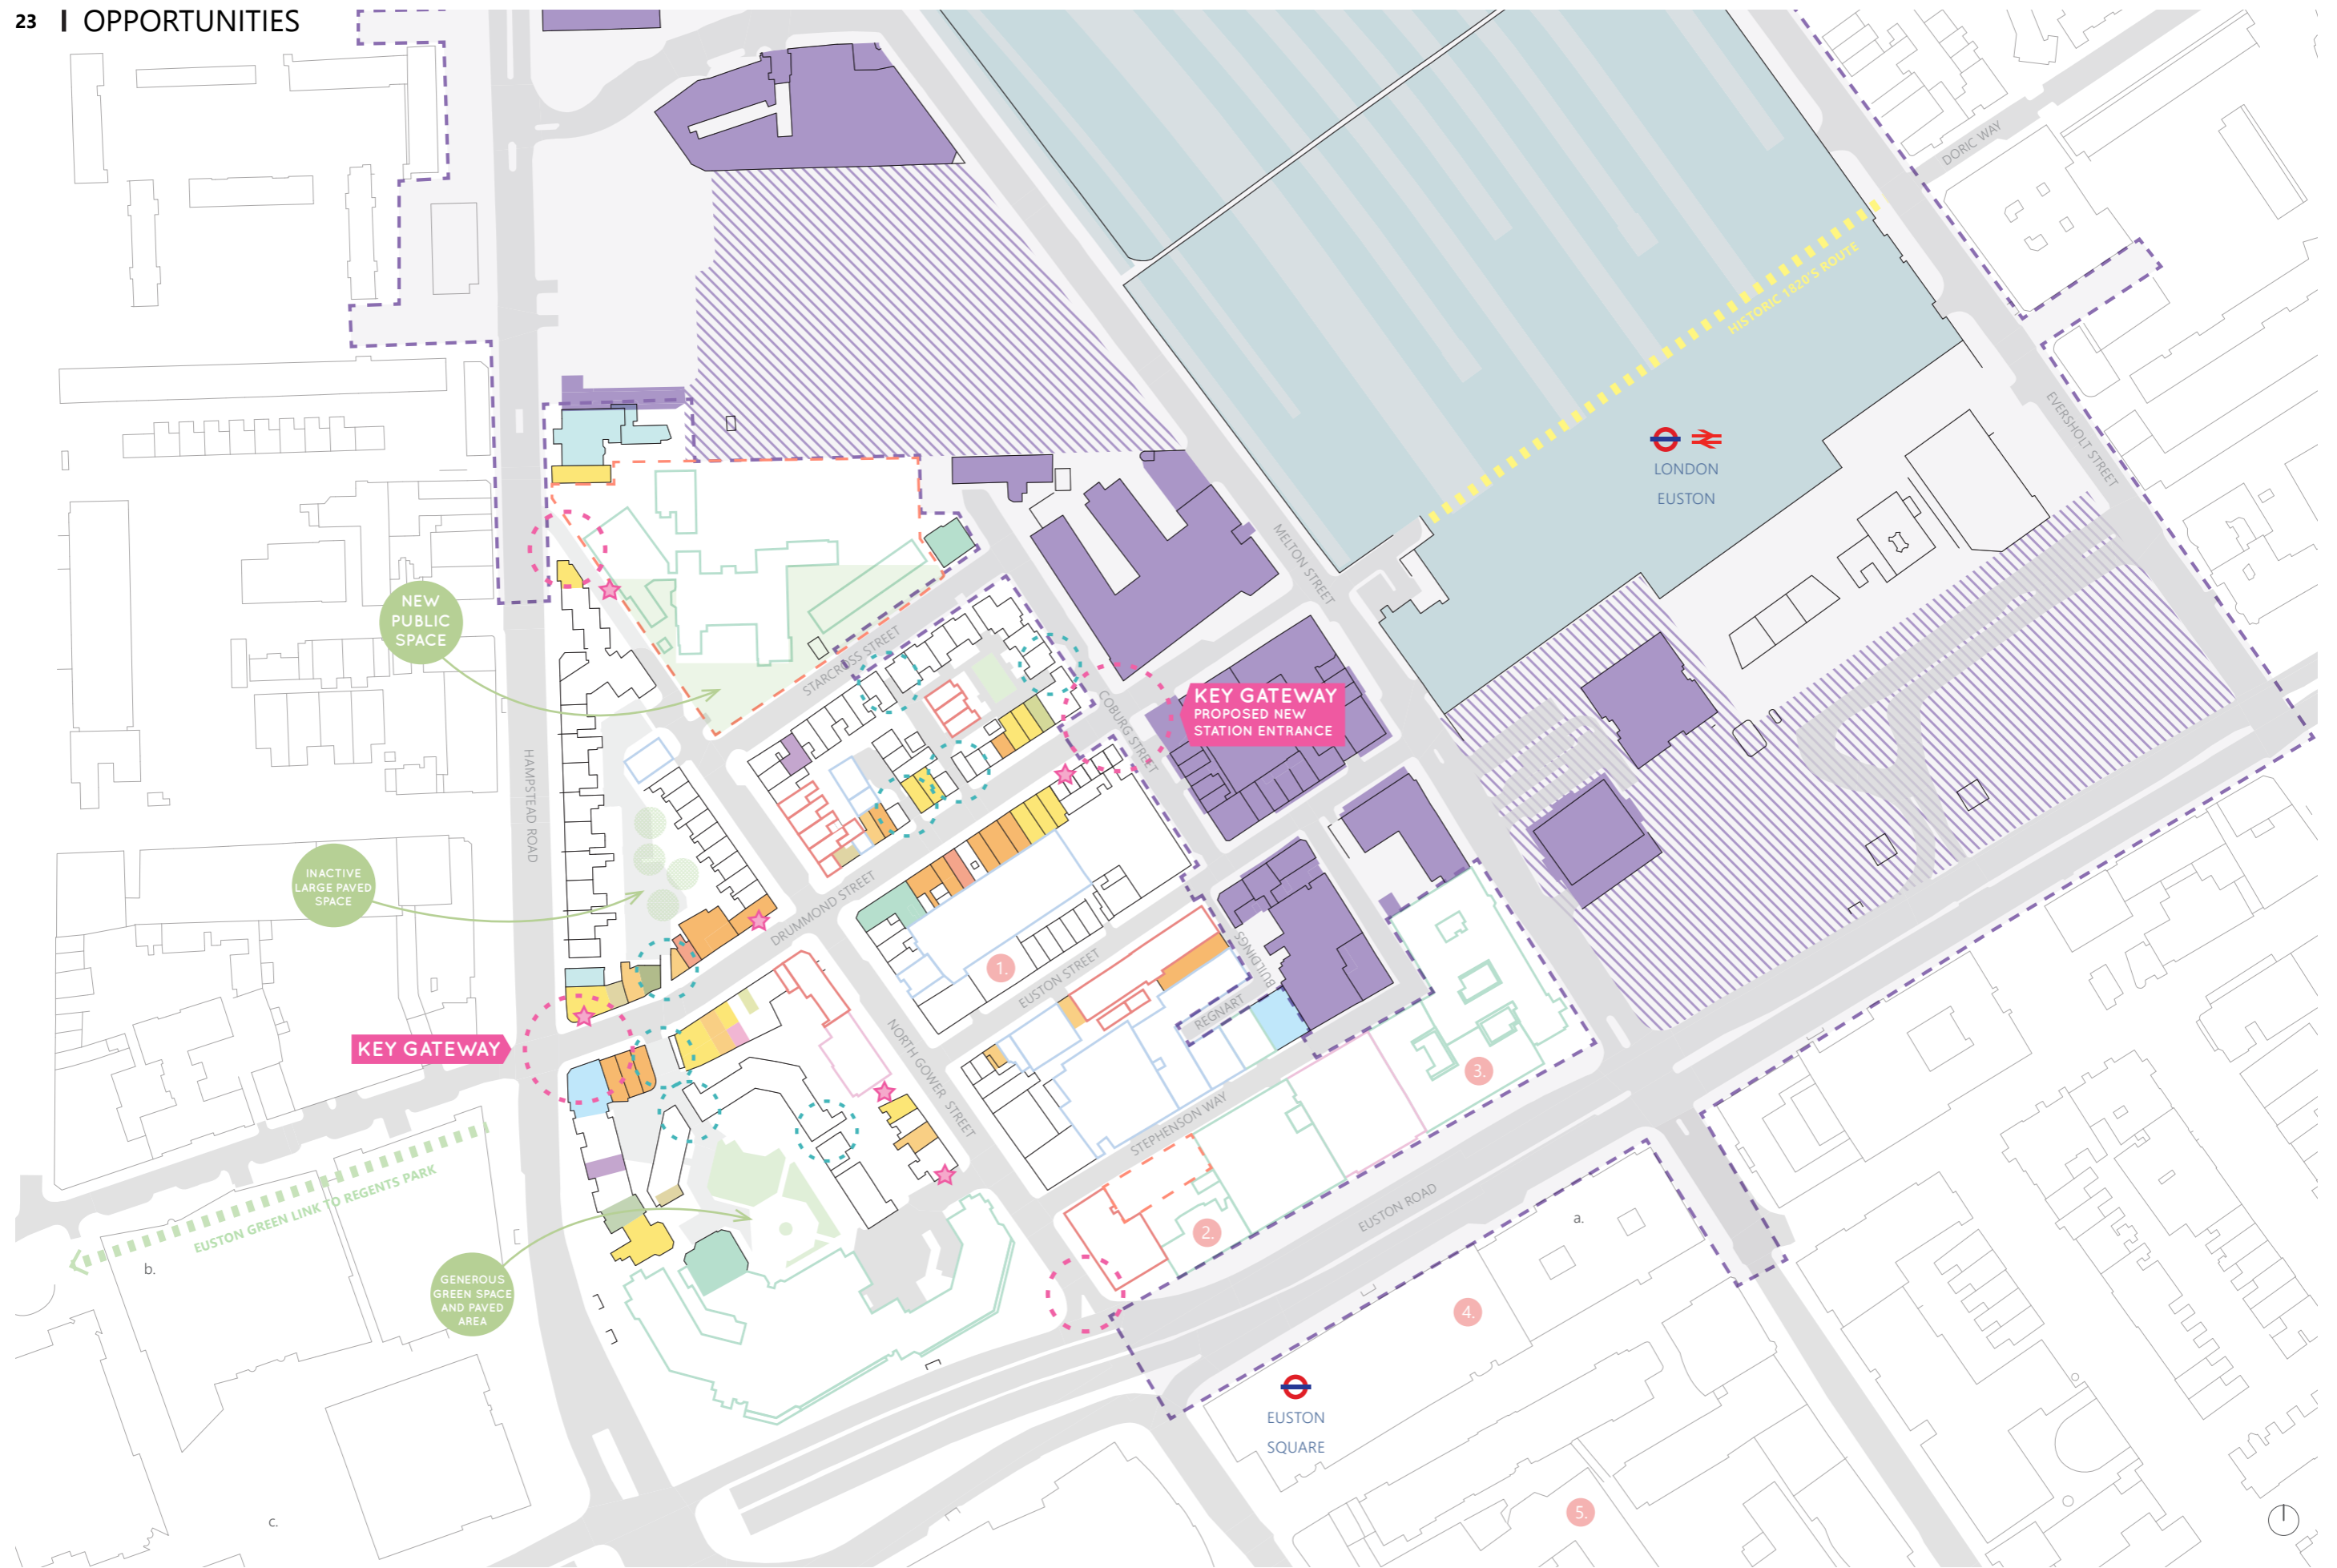 23 | OPPORTUNITIES
DORIC WAY
HISTORIC 1820'S ROUTE
EVERSHOLT STREET
LONDON
EUSTON
MELTON STREET
NEW
PUBLIC
SPACE
STARCROSS STREET
COBURG STREET
KEY GATEWAY
PROPOSED NEW
STATION ENTRANCE
HAMPSTEAD ROAD
INACTIVE
LARGE PAVED
SPACE
DRUMMOND STREET
1.
EUSTON STREET
REGNART
BUILDINGS
KEY GATEWAY
NORTH GOWER STREET
3.
STEPHENSON WAY
EUSTON GREEN LINK TO REGENTS PARK
b.
2.
EUSTON ROAD
a.
GENEROUS
GREEN SPACE
AND PAVED
AREA
4.
EUSTON
SQUARE
5.
c.